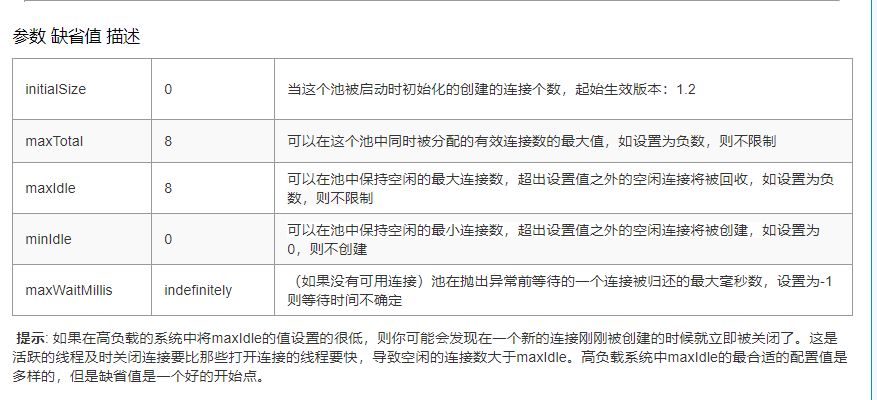 参数 缺省值 描述
initialSize 0 当这个池被启动时初始化的创建的连接个数，起始生效版本：1.2
maxTotal 8 可以在这个池中同时被分配的有效连接数的最大值，如设置为负数，则不限制
maxIdle 8 可以在池中保持空闲的最大连接数，超出设置值之外的空闲连接将被回收，如设置为负
数，则不限制
minIdle 0 可以在池中保持空闲的最小连接数，超出设置值之外的空闲连接将被创建，如设置为
0，则不创建
maxWaitMillis indefinitely （如果没有可用连接）池在抛出异常前等待的一个连接被归还的最大毫秒数，设置为-1
则等待时间不确定
提示: 如果在高负载的系统中将maxIdle的值设置的很低，则你可能会发现在一个新的连接刚刚被创建的时候就立即被关闭了。这是
活跃的线程及时关闭连接要比那些打开连接的线程要快，导致空闲的连接数大于maxIdle。高负载系统中maxIdle的最合适的配置值是
多样的，但是缺省值是一个好的开始点。